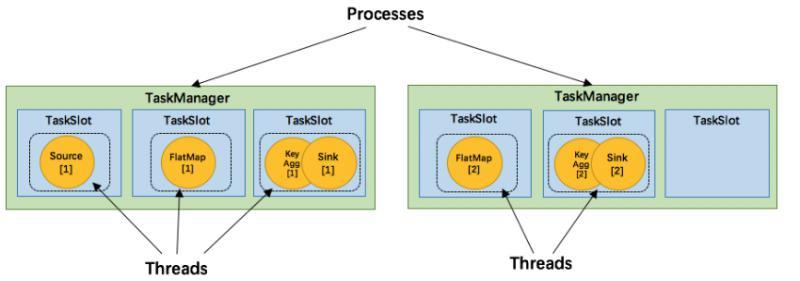 Processes
TaskManager
TaskSlot
Source
[1]
TaskSlot
FlatMap
[1]
TaskSlot
Key
Agg
[1]
Sink
[1]
Threads
TaskManager
TaskSlot
FlatMap
[2]
TaskSlot
Key
Agg
[2]
Sink
[2]
TaskSlot
Threads